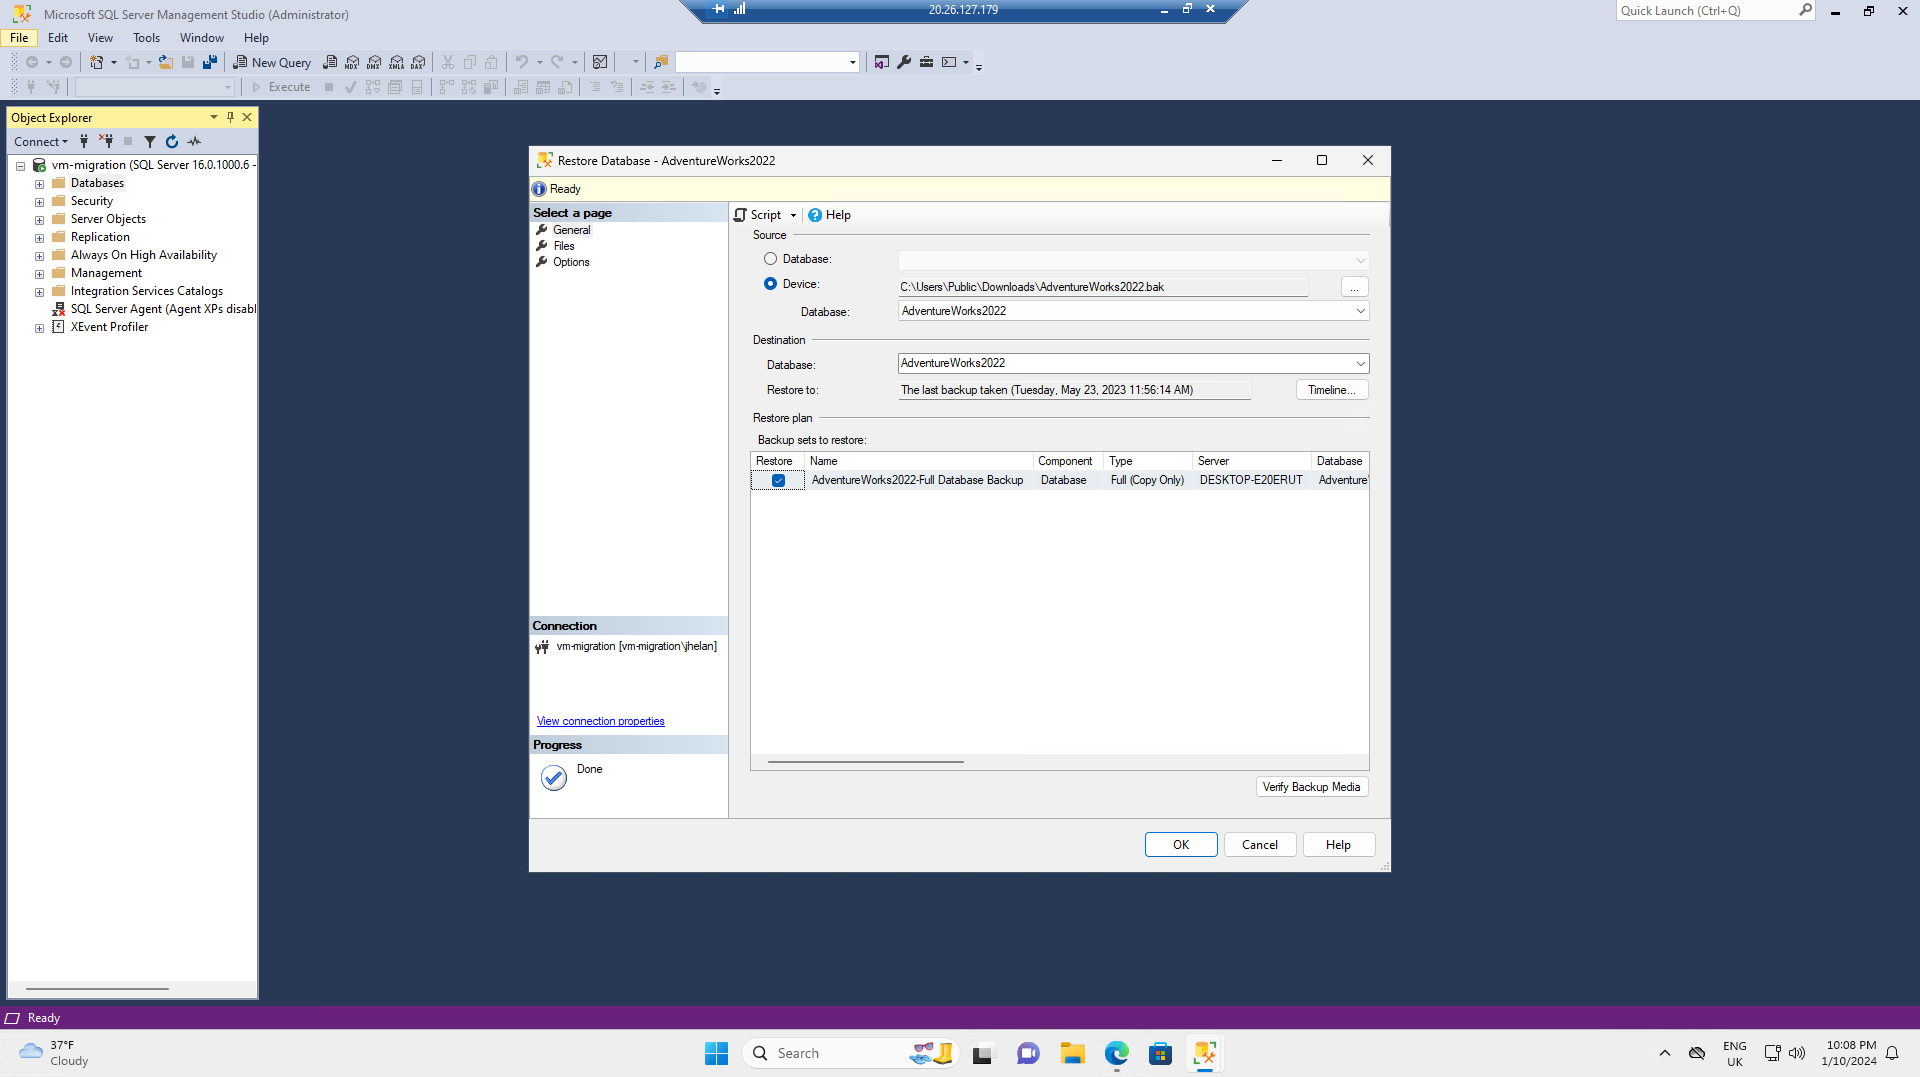 Microsoft SQL Server Management Studio (Administrator)
20.26.127.179
Quick Launch (Ctrl+Q)
File Edit View Tools Window Help
New Query MDX DMX XMLA DAX
Execute
Object Explorer
Connect
vm-migration (SQL Server 16.0.1000.6 -
Databases
Security
Server Objects
Replication
Always On High Availability
Management
Integration Services Catalogs
SQL Server Agent (Agent XPs disabl
XEvent Profiler
Restore Database - AdventureWorks2022
Ready
Select a page
General
Files
Options
Connection
vm-migration [vm-migration\jhelan]
View connection properties
Progress
Done
Script Help
Source
Database:
Device: C:\Users\Public\Downloads\AdventureWorks2022.bak ...
Database: AdventureWorks2022
Destination
Database: AdventureWorks2022
Restore to: The last backup taken (Tuesday, May 23, 2023 11:56:14 AM) Timeline...
Restore plan
Backup sets to restore:
Restore Name Component Type Server Database
AdventureWorks2022-Full Database Backup Database Full (Copy Only) DESKTOP-E20ERUT Adventure
Verify Backup Media
OK Cancel Help
Ready
37°F
Cloudy
Search
ENG
UK
10:08 PM
1/10/2024